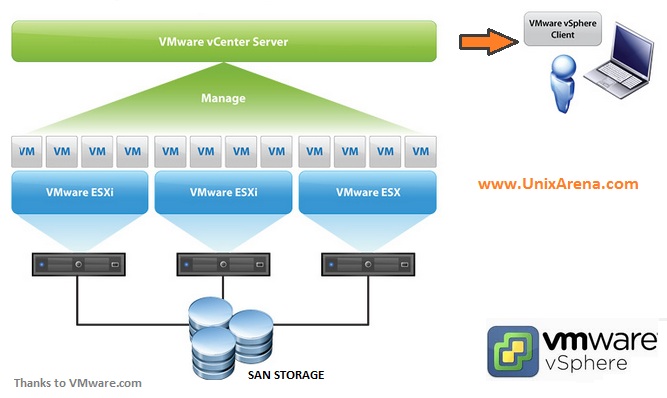 VMware vCenter Server
VMware vSphere
Client
Manage
VM VM VM VM VM VM VM VM VM VM VM VM
VMware ESXi VMware ESXi VMware ESX
www.UnixArena.com
SAN STORAGE
Thanks to VMware.com
vmware
vSphere